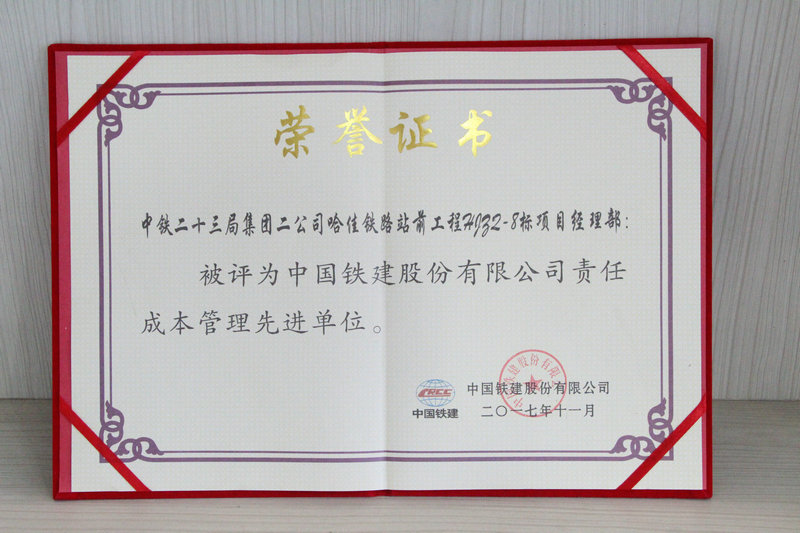 荣誉证书
中铁二十三局集团二公司哈佳铁路站前工程HJZQ-8标项目经理部：
被评为中国铁建股份有限公司责任
成本管理先进单位。
CRCC
中国铁建
中国铁建股份有限公司
二〇一七年十一月